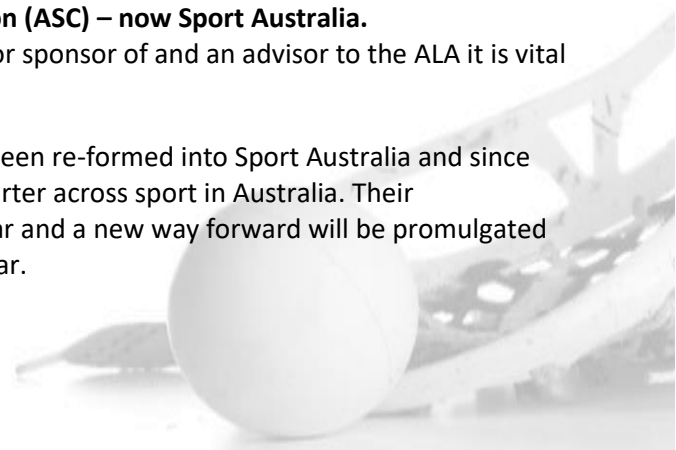 on (ASC) – now Sport Australia.
or sponsor of and an advisor to the ALA it is vital
een re-formed into Sport Australia and since
rter across sport in Australia. Their
ar and a new way forward will be promulgated
ar.